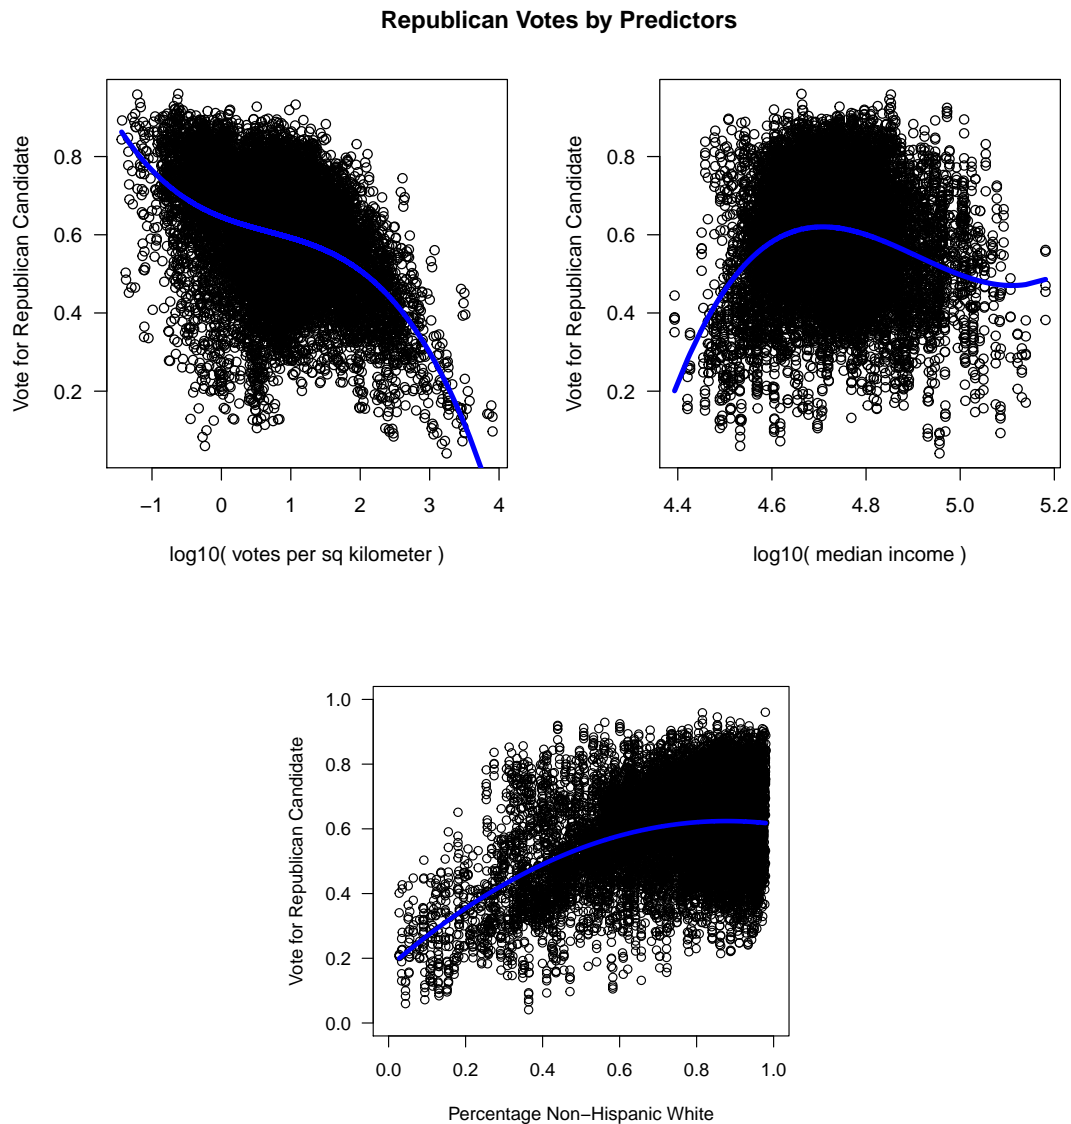 Republican Votes by Predictors
Vote for Republican Candidate
0.8
0.6
0.4
0.2
−1 0 1 2 3 4
log10( votes per sq kilometer )
Vote for Republican Candidate
0.8
0.6
0.4
0.2
4.4 4.6 4.8 5.0 5.2
log10( median income )
Vote for Republican Candidate
1.0
0.8
0.6
0.4
0.2
0.0
0.0 0.2 0.4 0.6 0.8 1.0
Percentage Non−Hispanic White